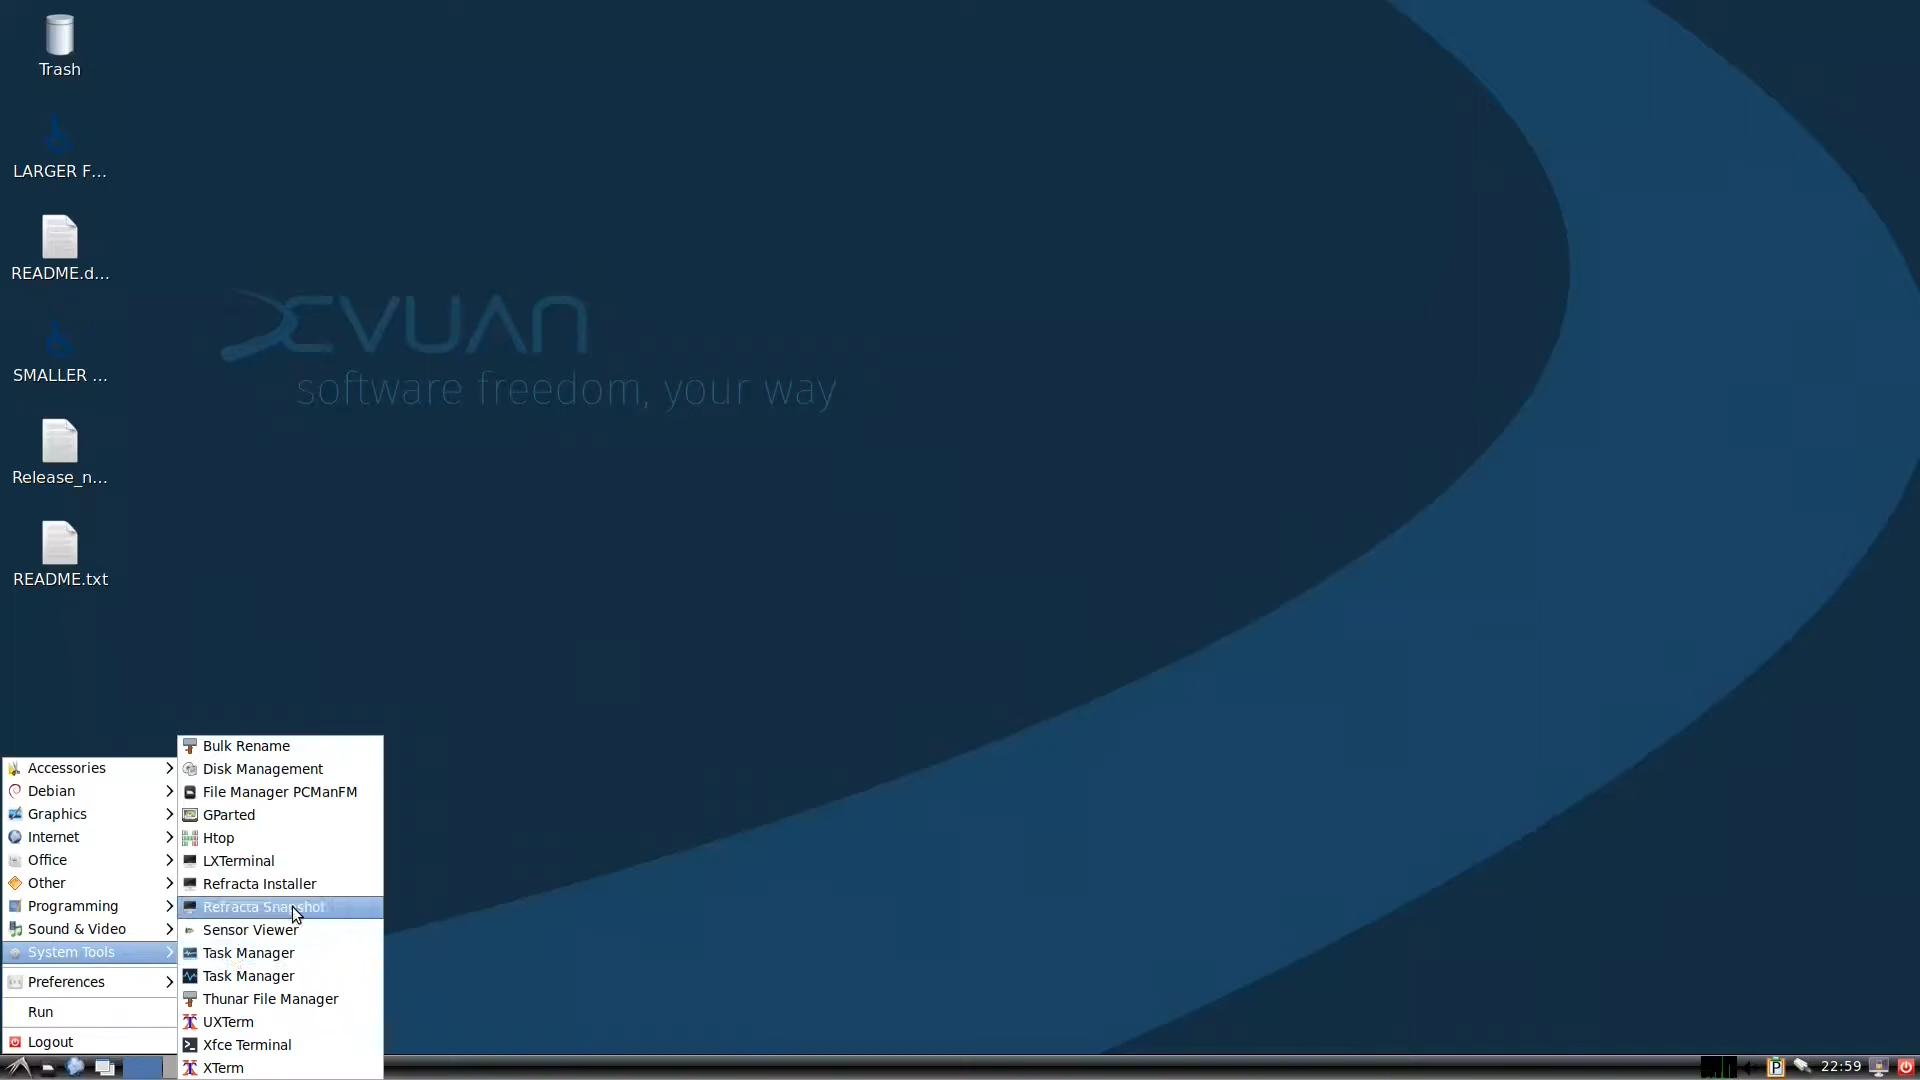 Trash
LARGER F...
README.d...
SMALLER ...
Release_n...
README.txt
DEVUAN
software freedom, your way
Accessories
Debian
Graphics
Internet
Office
Other
Programming
Sound & Video
System Tools
Preferences
Run
Logout
Bulk Rename
Disk Management
File Manager PCManFM
GParted
Htop
LXTerminal
Refracta Installer
Refracta Snapshot
Sensor Viewer
Task Manager
Task Manager
Thunar File Manager
UXTerm
Xfce Terminal
XTerm
22:59